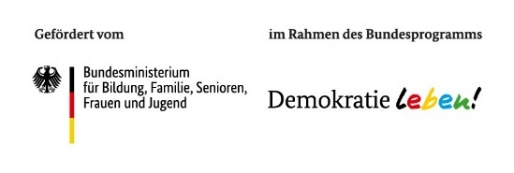 Gefördert vom
im Rahmen des Bundesprogramms
Bundesministerium
für Bildung, Familie, Senioren,
Frauen und Jugend
Demokratie leben!